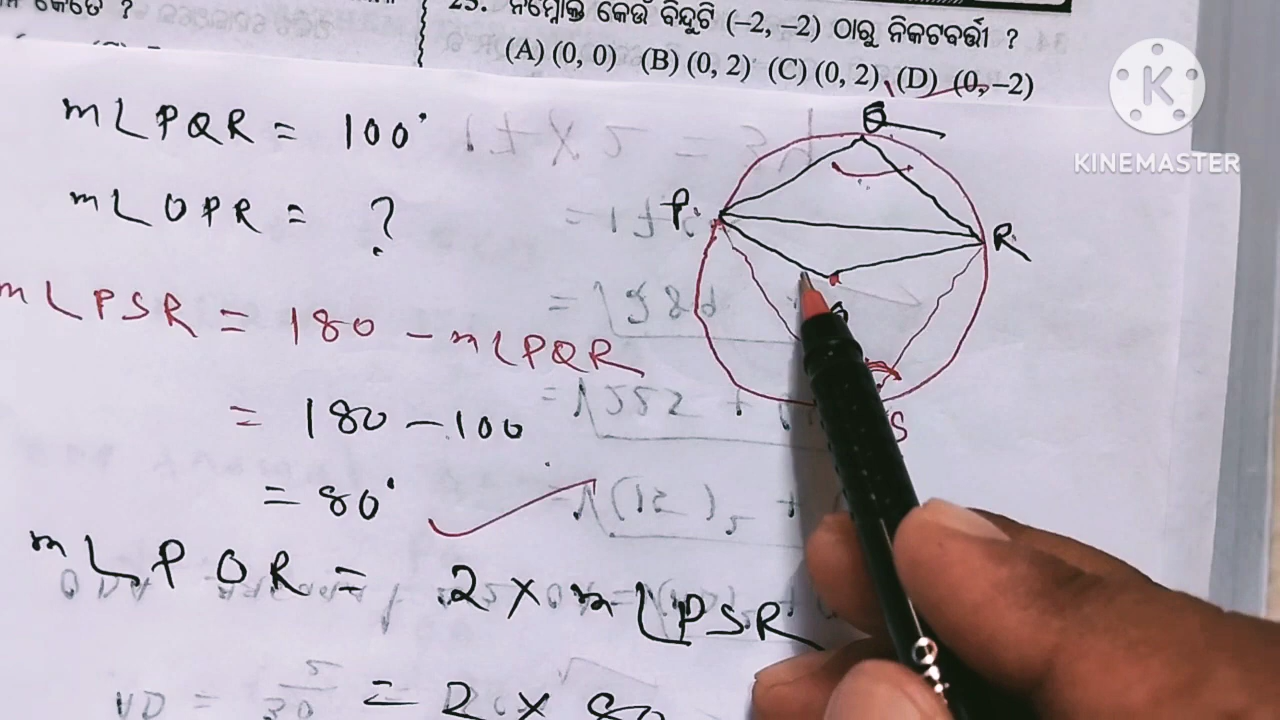 କେତେ ?
23. ନିମ୍ନୋକ୍ତ କେଉଁ ବିନ୍ଦୁଟି (–2, –2) ଠାରୁ ନିକଟବର୍ତ୍ତୀ ?
(A) (0, 0) (B) (0, 2) (C) (0, 2) (D) (0, –2)
KINEMASTER
m∠PQR = 100°
m∠OPR = ?
m∠PSR = 180 – m∠PQR
= 180 – 100
= 80°
m∠POR = 2 × m∠PSR
= 2 × 80
Q
P
R
S